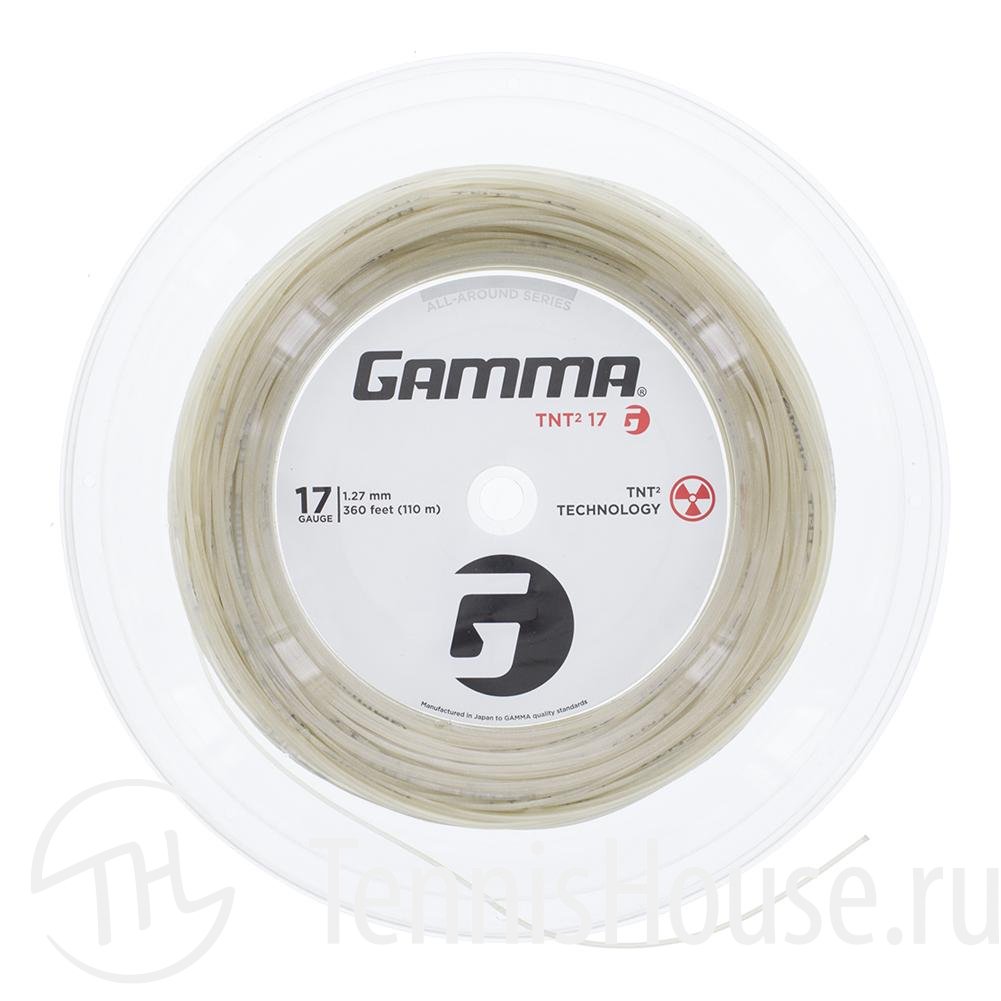 ALL-AROUND SERIES
GAMMA®
TNT² 17
17 GAUGE
1.27 mm
360 feet (110 m)
TNT²
TECHNOLOGY
Manufactured in Japan to GAMMA quality standards
TH TennisHouse.ru